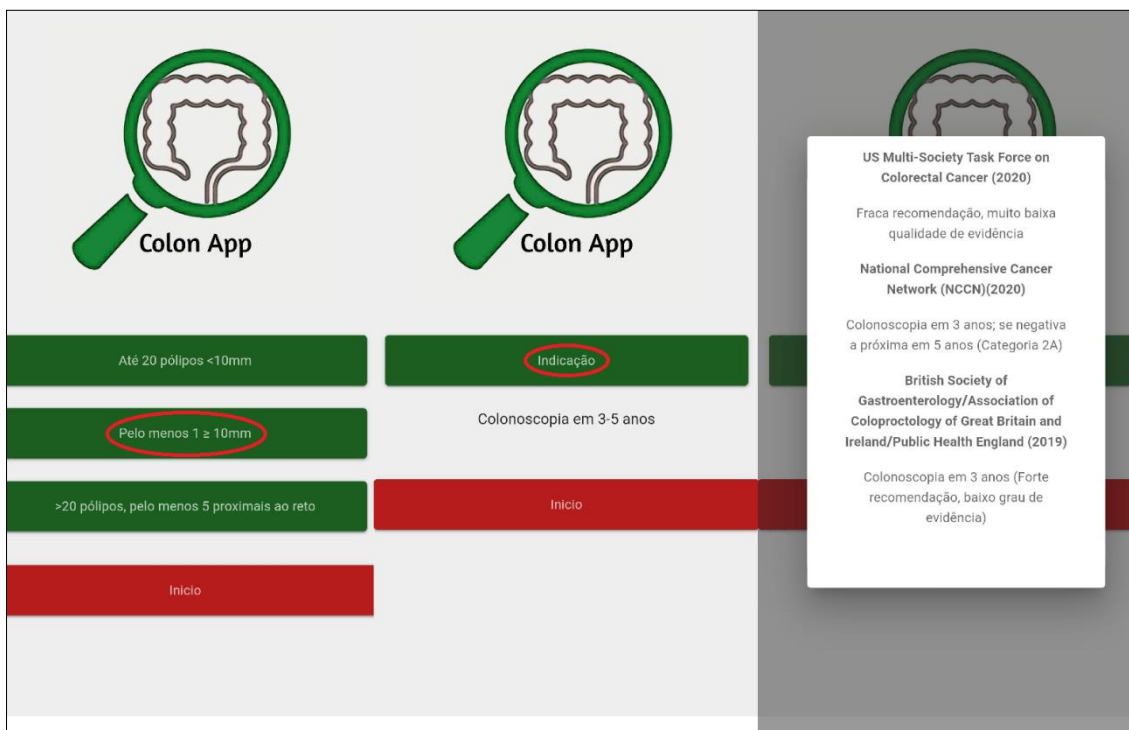 Colon App
Até 20 pólipos <10mm
Pelo menos 1 ≥ 10mm
>20 pólipos, pelo menos 5 proximais ao reto
Inicio
Colon App
Indicação
Colonoscopia em 3-5 anos
Inicio
US Multi-Society Task Force on
Colorectal Cancer (2020)
Fraca recomendação, muito baixa
qualidade de evidência
National Comprehensive Cancer
Network (NCCN)(2020)
Colonoscopia em 3 anos; se negativa
a próxima em 5 anos (Categoria 2A)
British Society of
Gastroenterology/Association of
Coloproctology of Great Britain and
Ireland/Public Health England (2019)
Colonoscopia em 3 anos (Forte
recomendação, baixo grau de
evidência)